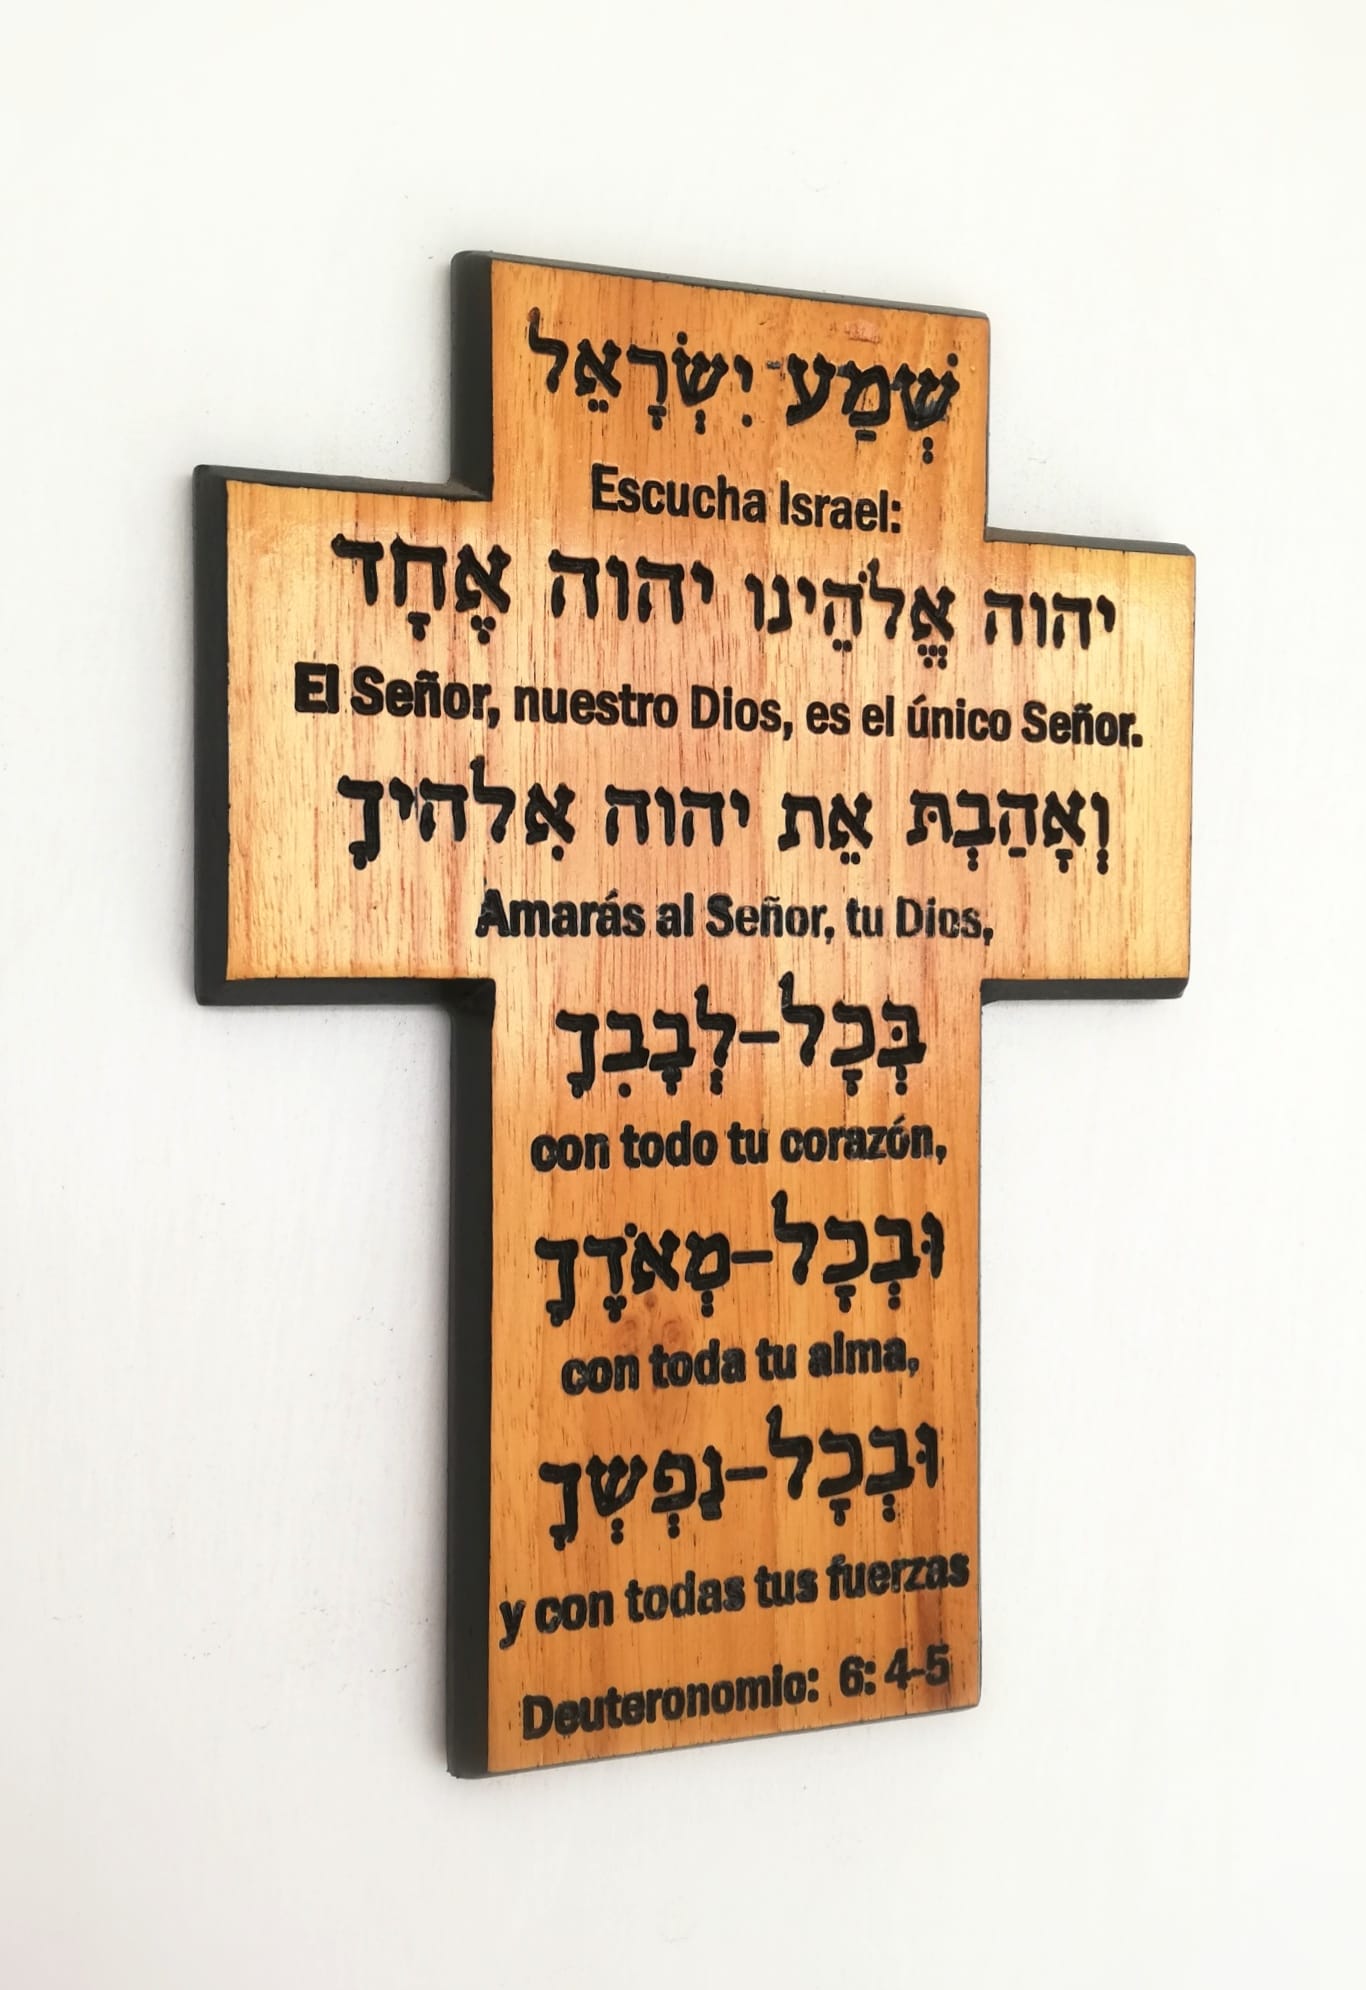 שְׁמַע יִשְׂרָאֵל
Escucha Israel:
יהוה אֱלֹהֵינו יהוה אֶחָד
El Señor, nuestro Dios, es el único Señor.
וְאָהַבְתּ אֵת יהוה אִלהיךָ
Amarás al Señor, tu Dios,
בְּכָל–לְבָבִךָ
con todo tu corazón,
וּבְכָל–מְאֹדֶךָ
con toda tu alma,
וּבְכָל–נַפְשְׁךָ
y con todas tus fuerzas
Deuteronomio: 6: 4-5